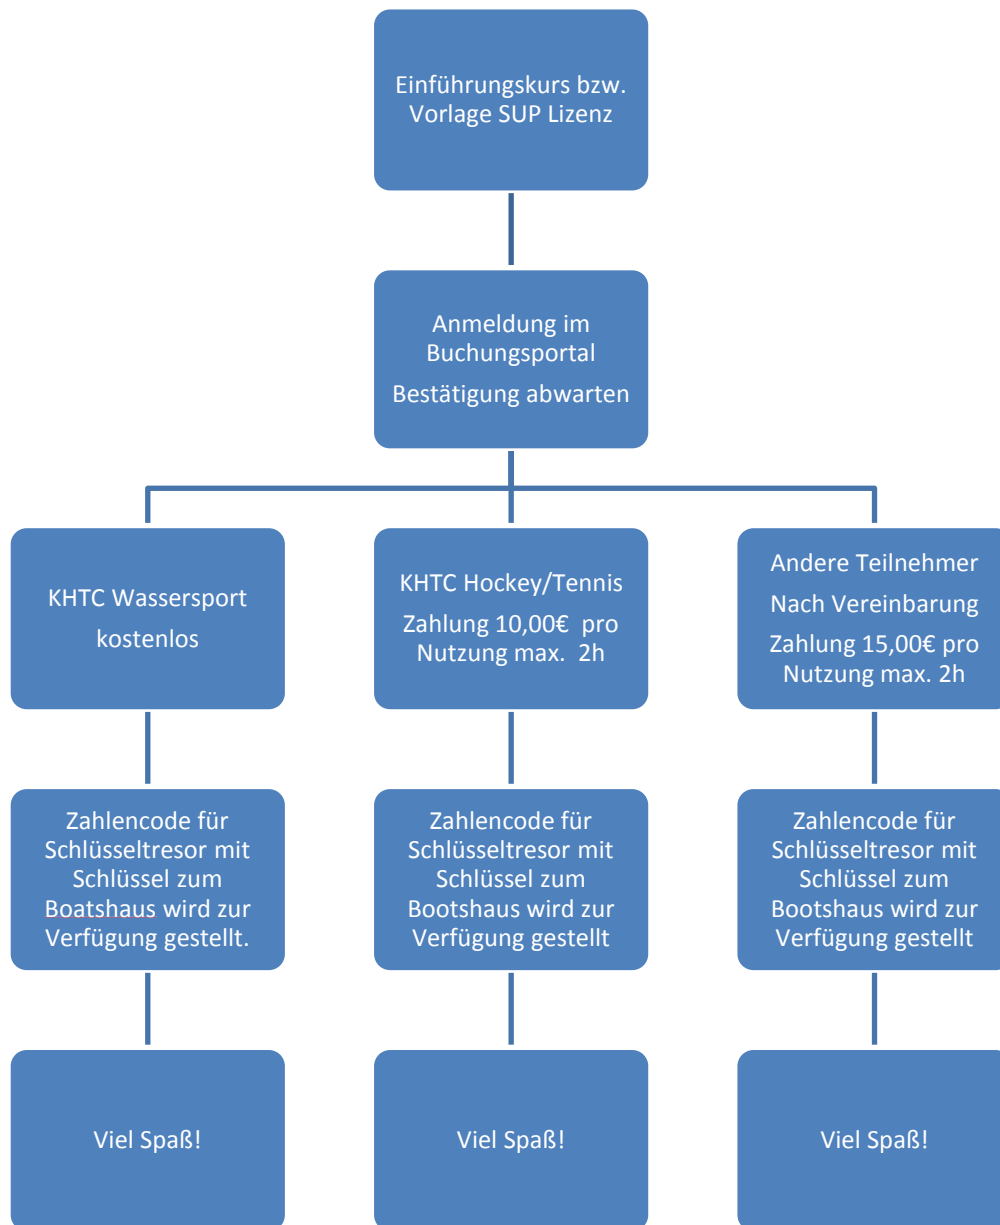 Einführungskurs bzw.
Vorlage SUP Lizenz
Anmeldung im
Buchungsportal
Bestätigung abwarten
KHTC Wassersport
kostenlos
KHTC Hockey/Tennis
Zahlung 10,00€ pro
Nutzung max. 2h
Andere Teilnehmer
Nach Vereinbarung
Zahlung 15,00€ pro
Nutzung max. 2h
Zahlencode für
Schlüsseltresor mit
Schlüssel zum
Boatshaus wird zur
Verfügung gestellt.
Zahlencode für
Schlüsseltresor mit
Schlüssel zum
Bootshaus wird zur
Verfügung gestellt
Zahlencode für
Schlüsseltresor mit
Schlüssel zum
Bootshaus wird zur
Verfügung gestellt
Viel Spaß!
Viel Spaß!
Viel Spaß!